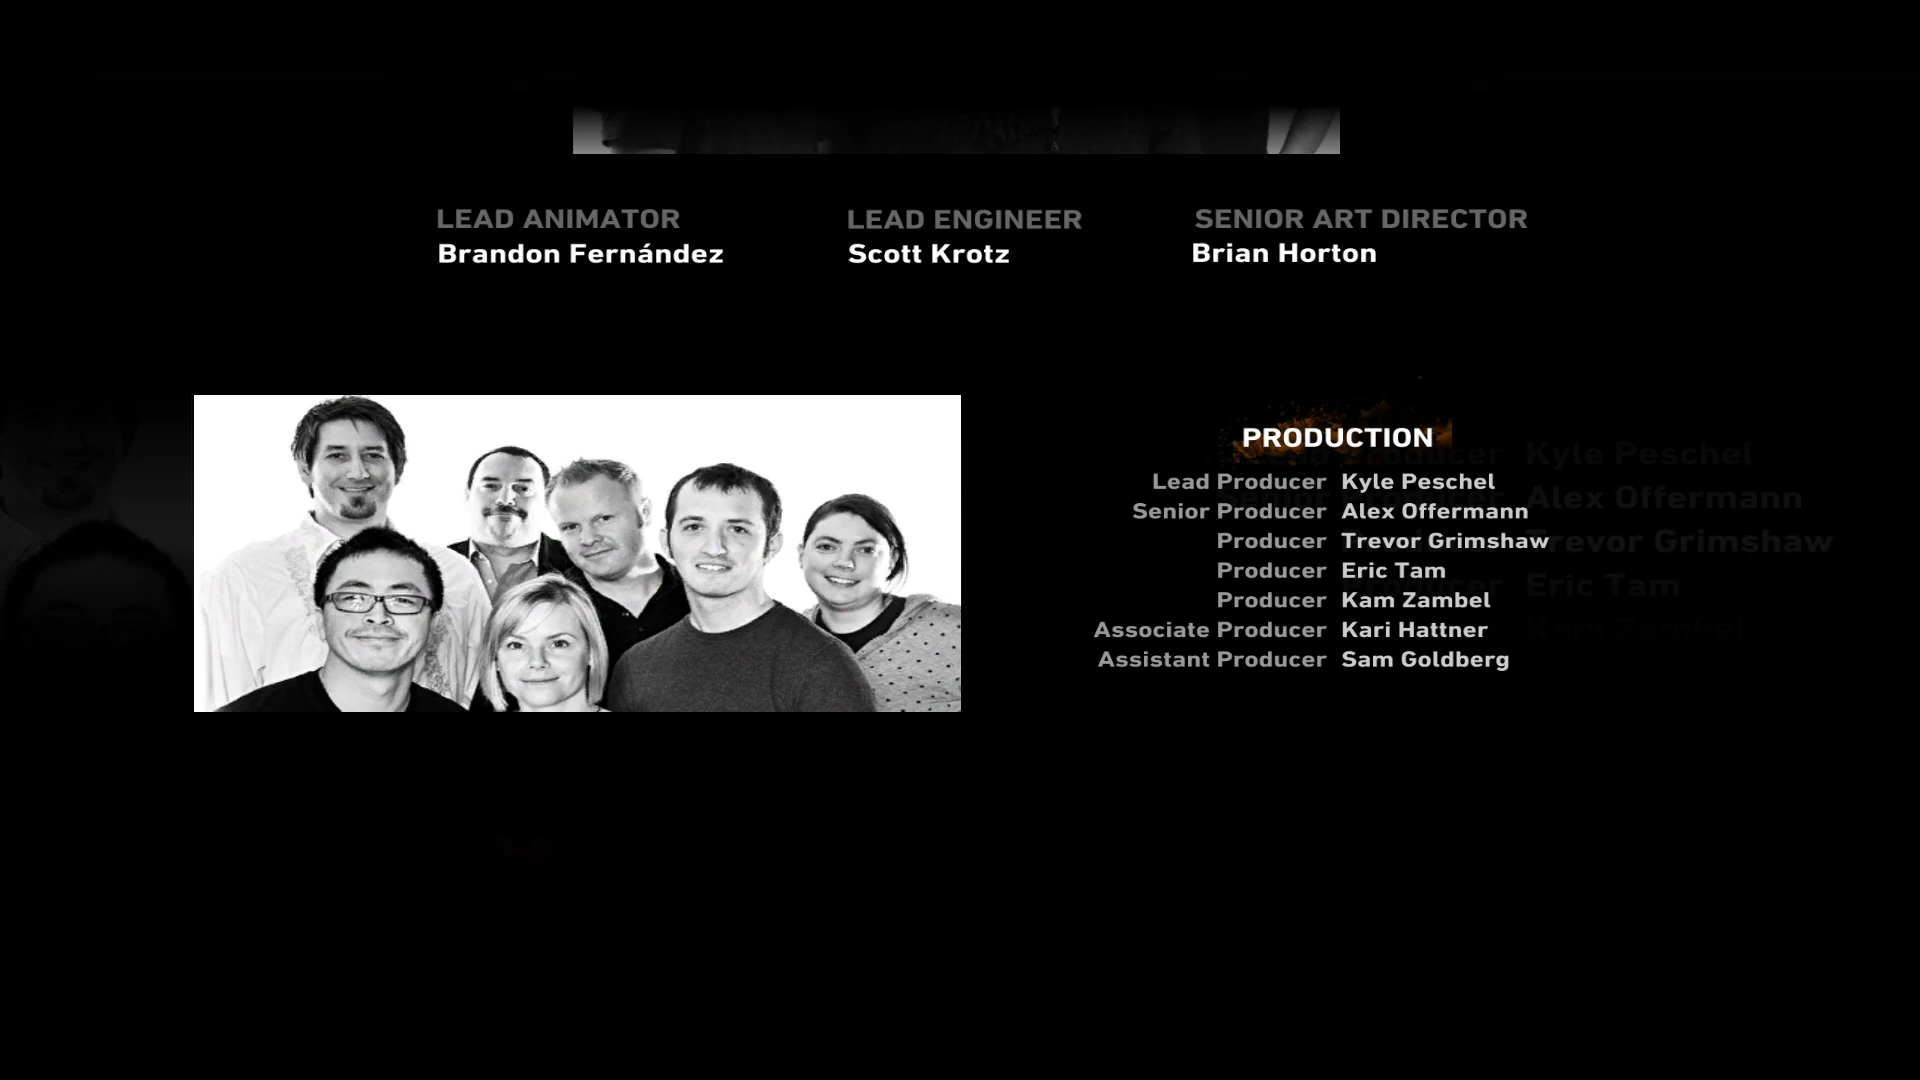 LEAD ANIMATOR
Brandon Fernández
LEAD ENGINEER
Scott Krotz
SENIOR ART DIRECTOR
Brian Horton
PRODUCTION
Lead Producer Kyle Peschel
Senior Producer Alex Offermann
Producer Trevor Grimshaw
Producer Eric Tam
Producer Kam Zambel
Associate Producer Kari Hattner
Assistant Producer Sam Goldberg